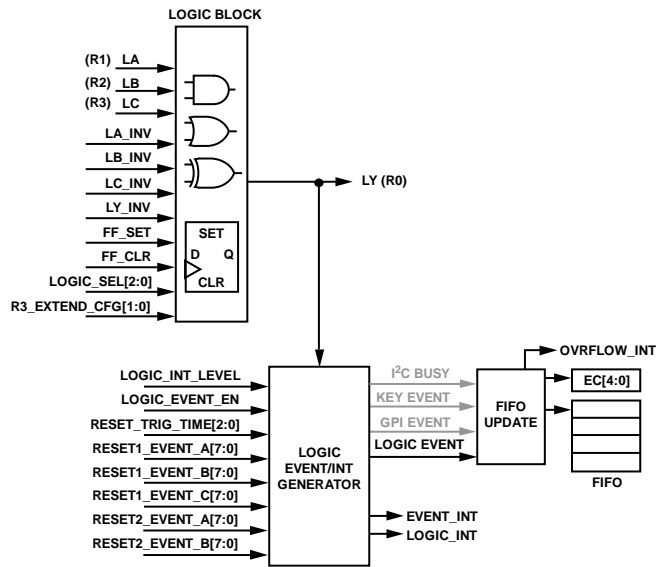 LOGIC BLOCK
(R1) LA
(R2) LB
(R3) LC
LA_INV
LB_INV
LC_INV
LY_INV
FF_SET
FF_CLR
LOGIC_SEL[2:0]
R3_EXTEND_CFG[1:0]
SET
D Q
CLR
LY (R0)
LOGIC_INT_LEVEL
LOGIC_EVENT_EN
RESET_TRIG_TIME[2:0]
RESET1_EVENT_A[7:0]
RESET1_EVENT_B[7:0]
RESET1_EVENT_C[7:0]
RESET2_EVENT_A[7:0]
RESET2_EVENT_B[7:0]
LOGIC
EVENT/INT
GENERATOR
I²C BUSY
KEY EVENT
GPI EVENT
LOGIC EVENT
EVENT_INT
LOGIC_INT
FIFO
UPDATE
OVRFLOW_INT
EC[4:0]
FIFO